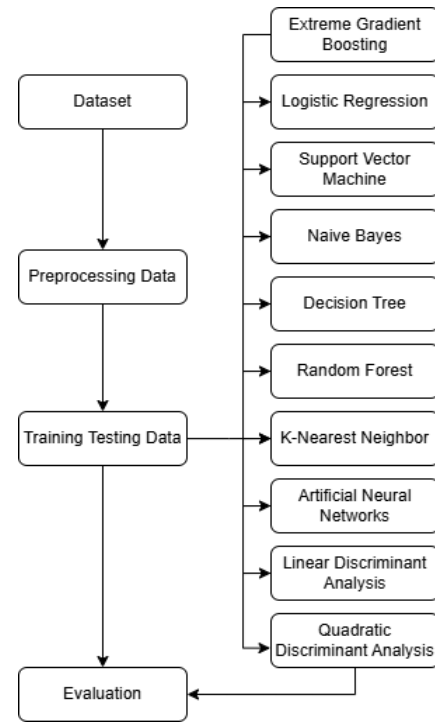 Dataset
Preprocessing Data
Training Testing Data
Evaluation
Extreme Gradient
Boosting
Logistic Regression
Support Vector
Machine
Naive Bayes
Decision Tree
Random Forest
K-Nearest Neighbor
Artificial Neural
Networks
Linear Discriminant
Analysis
Quadratic
Discriminant Analysis